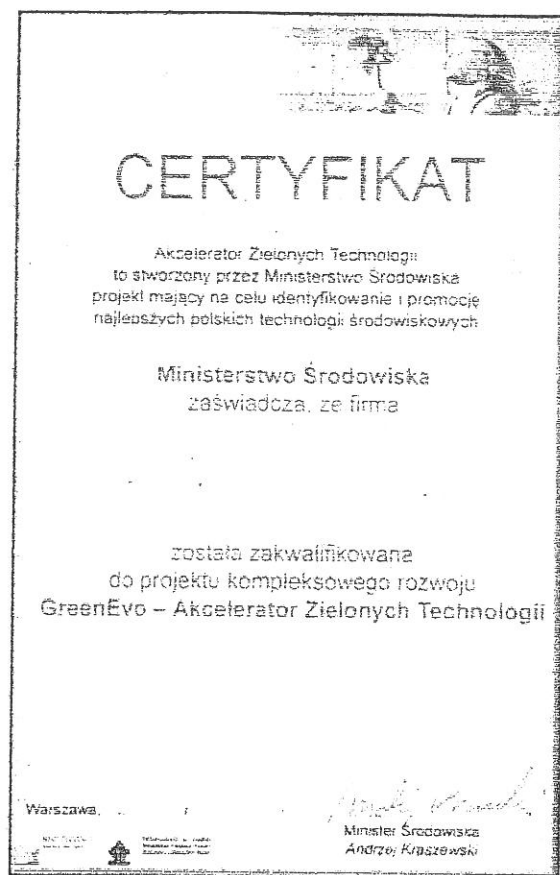 CERTYFIKAT
Akcelerator Zielonych Technologii
to stworzony przez Ministerstwo Środowiska
projekt mający na celu identyfikowanie i promocję
najlepszych polskich technologii środowiskowych
Ministerstwo Środowiska
zaświadcza, ze firma
została zakwalifikowana
do projektu kompleksowego rozwoju
GreenEvo – Akcelerator Zielonych Technologii
Warszawa,
Minister Środowiska
Andrzej Kraszewski